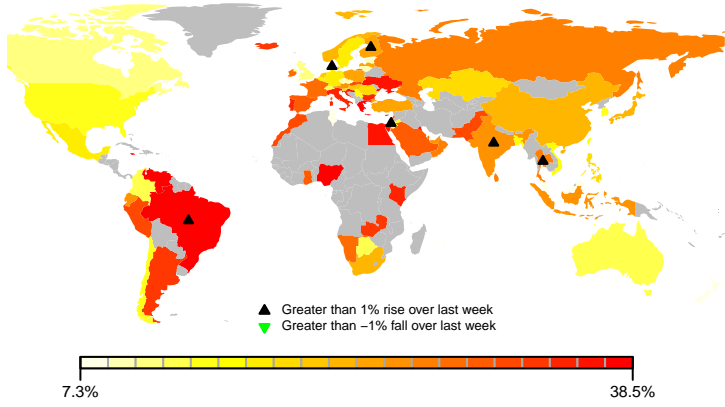 Greater than 1% rise over last week
Greater than −1% fall over last week
7.3%
38.5%